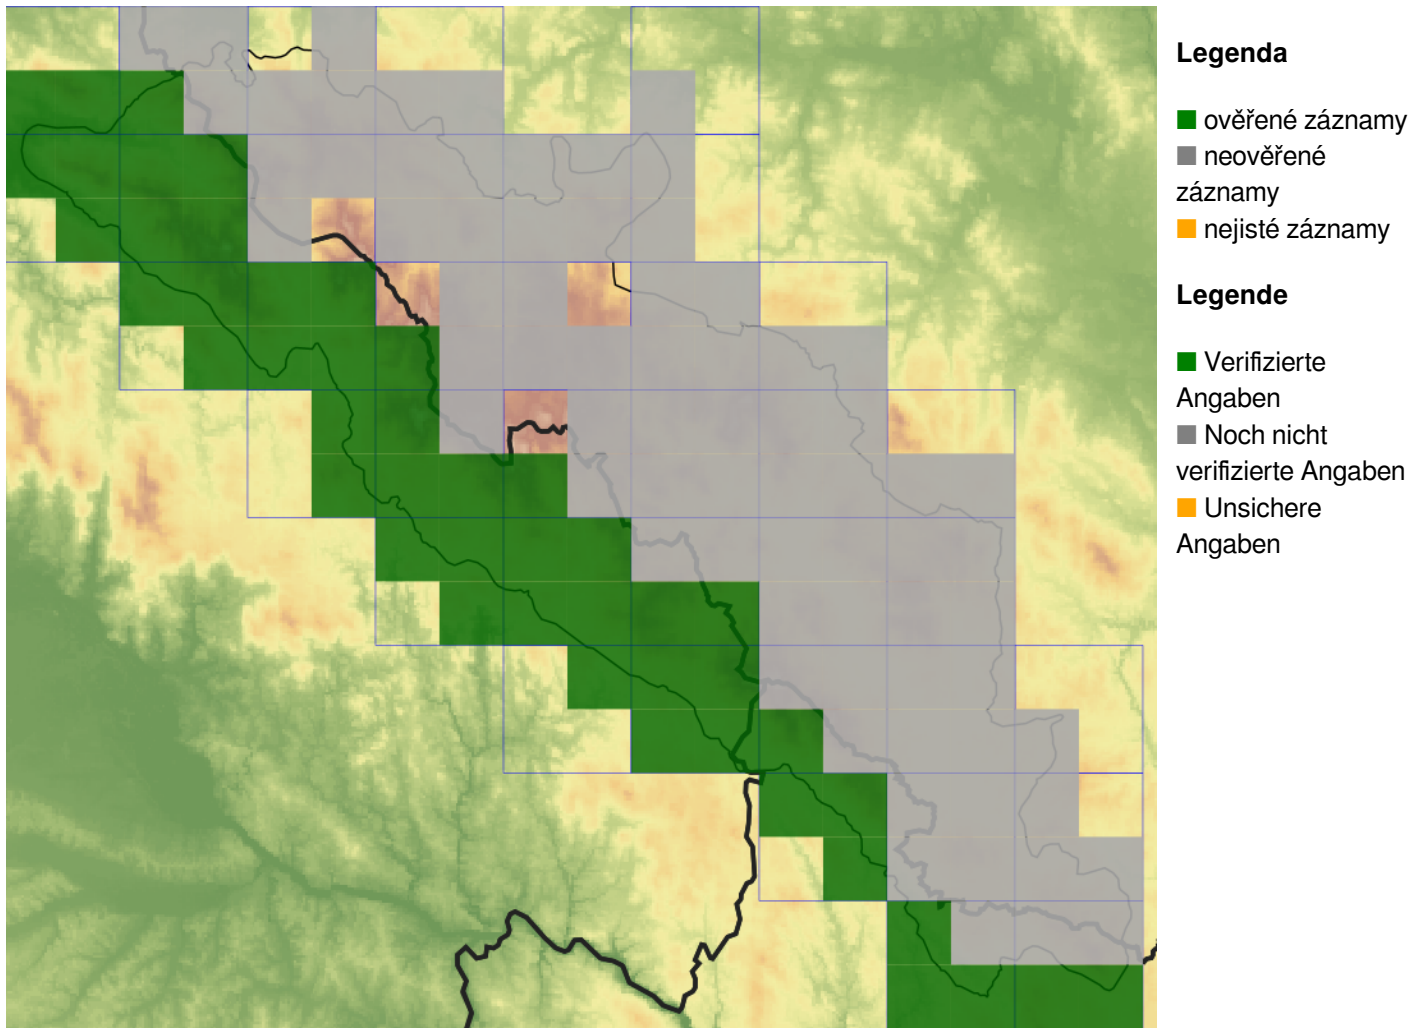 Legenda
ověřené záznamy
neověřené
záznamy
nejisté záznamy
Legende
Verifizierte
Angaben
Noch nicht
verifizierte Angaben
Unsichere
Angaben